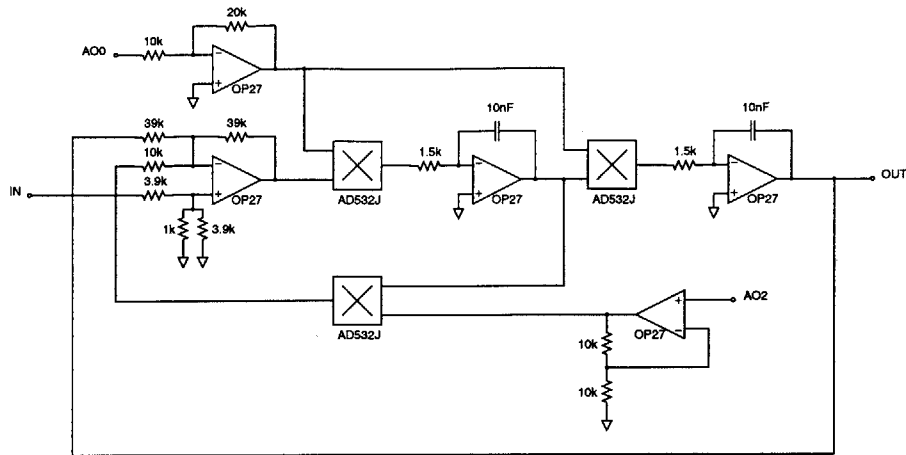 20k
10k
AO0
OP27
10nF
10nF
39k
39k
1.5k
1.5k
10k
IN
3.9k
OP27
AD532J
OP27
AD532J
OP27
OUT
1k
3.9k
AD532J
AO2
OP27
10k
10k